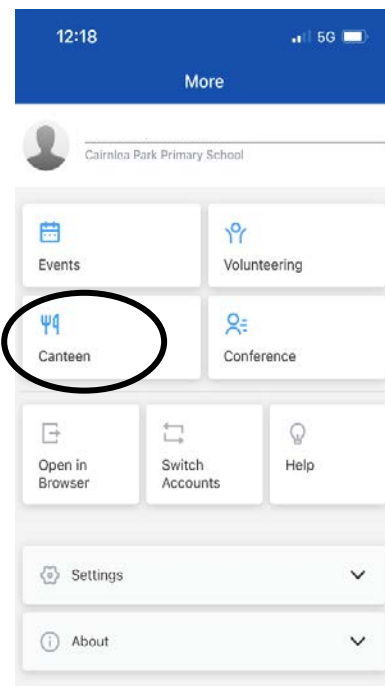 12:18
5G
More
Cairnlea Park Primary School
Events
Volunteering
Canteen
Conference
Open in
Browser
Switch
Accounts
Help
Settings
About